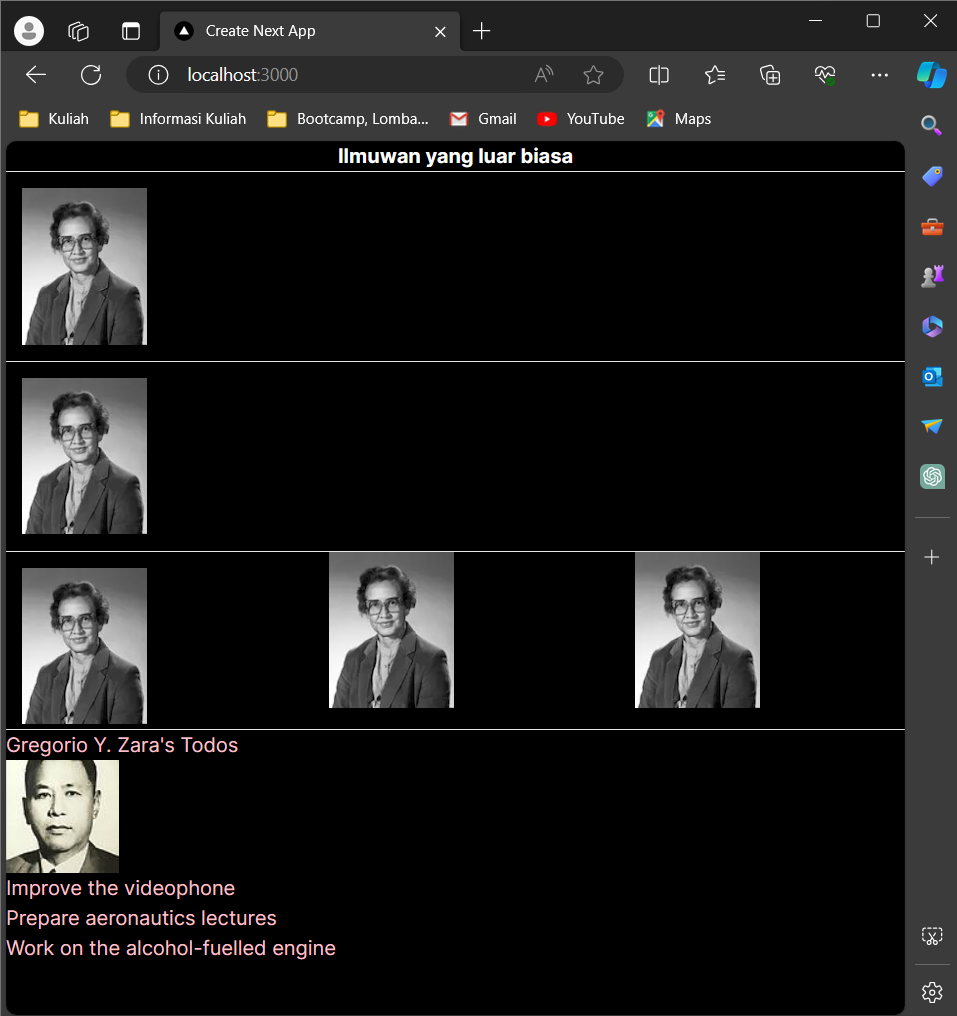 Create Next App
localhost:3000
Kuliah
Informasi Kuliah
Bootcamp, Lomba...
Gmail
YouTube
Maps
Ilmuwan yang luar biasa
Gregorio Y. Zara's Todos
Improve the videophone
Prepare aeronautics lectures
Work on the alcohol-fuelled engine